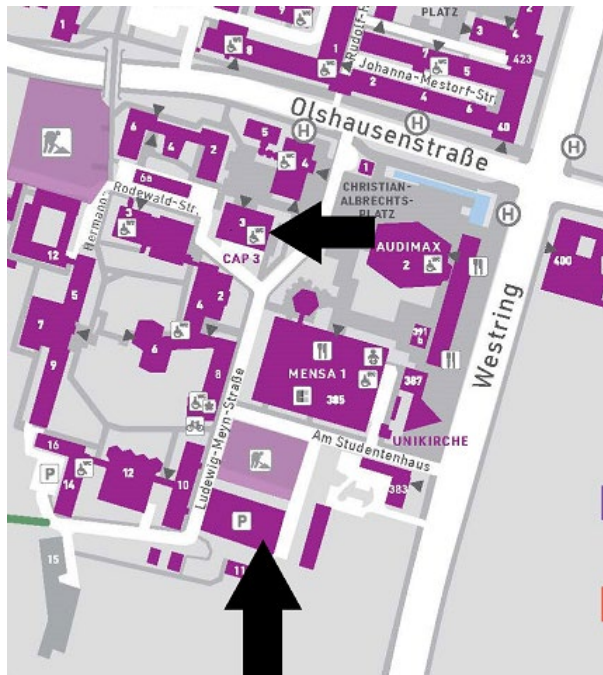 PLATZ
1
9
8
1
Rudolf-H
3
4
2
7
5
423
Johanna-Mestorf-Str.
2
4
6
40
Olshausenstraße
H
H
H
H
6
4
2
5
4
1
CHRISTIAN-
ALBRECHTS-
PLATZ
6a
Rodewald-Str.
Hermann-
3
3
CAP 3
AUDIMAX
2
400
12
5
7
9
4
2
6
8
391
b
MENSA 1
385
387
UNIKIRCHE
Westring
Ludewig-Meyn-Straße
Am Studentenhaus
383
16
P
14
12
10
P
11
15